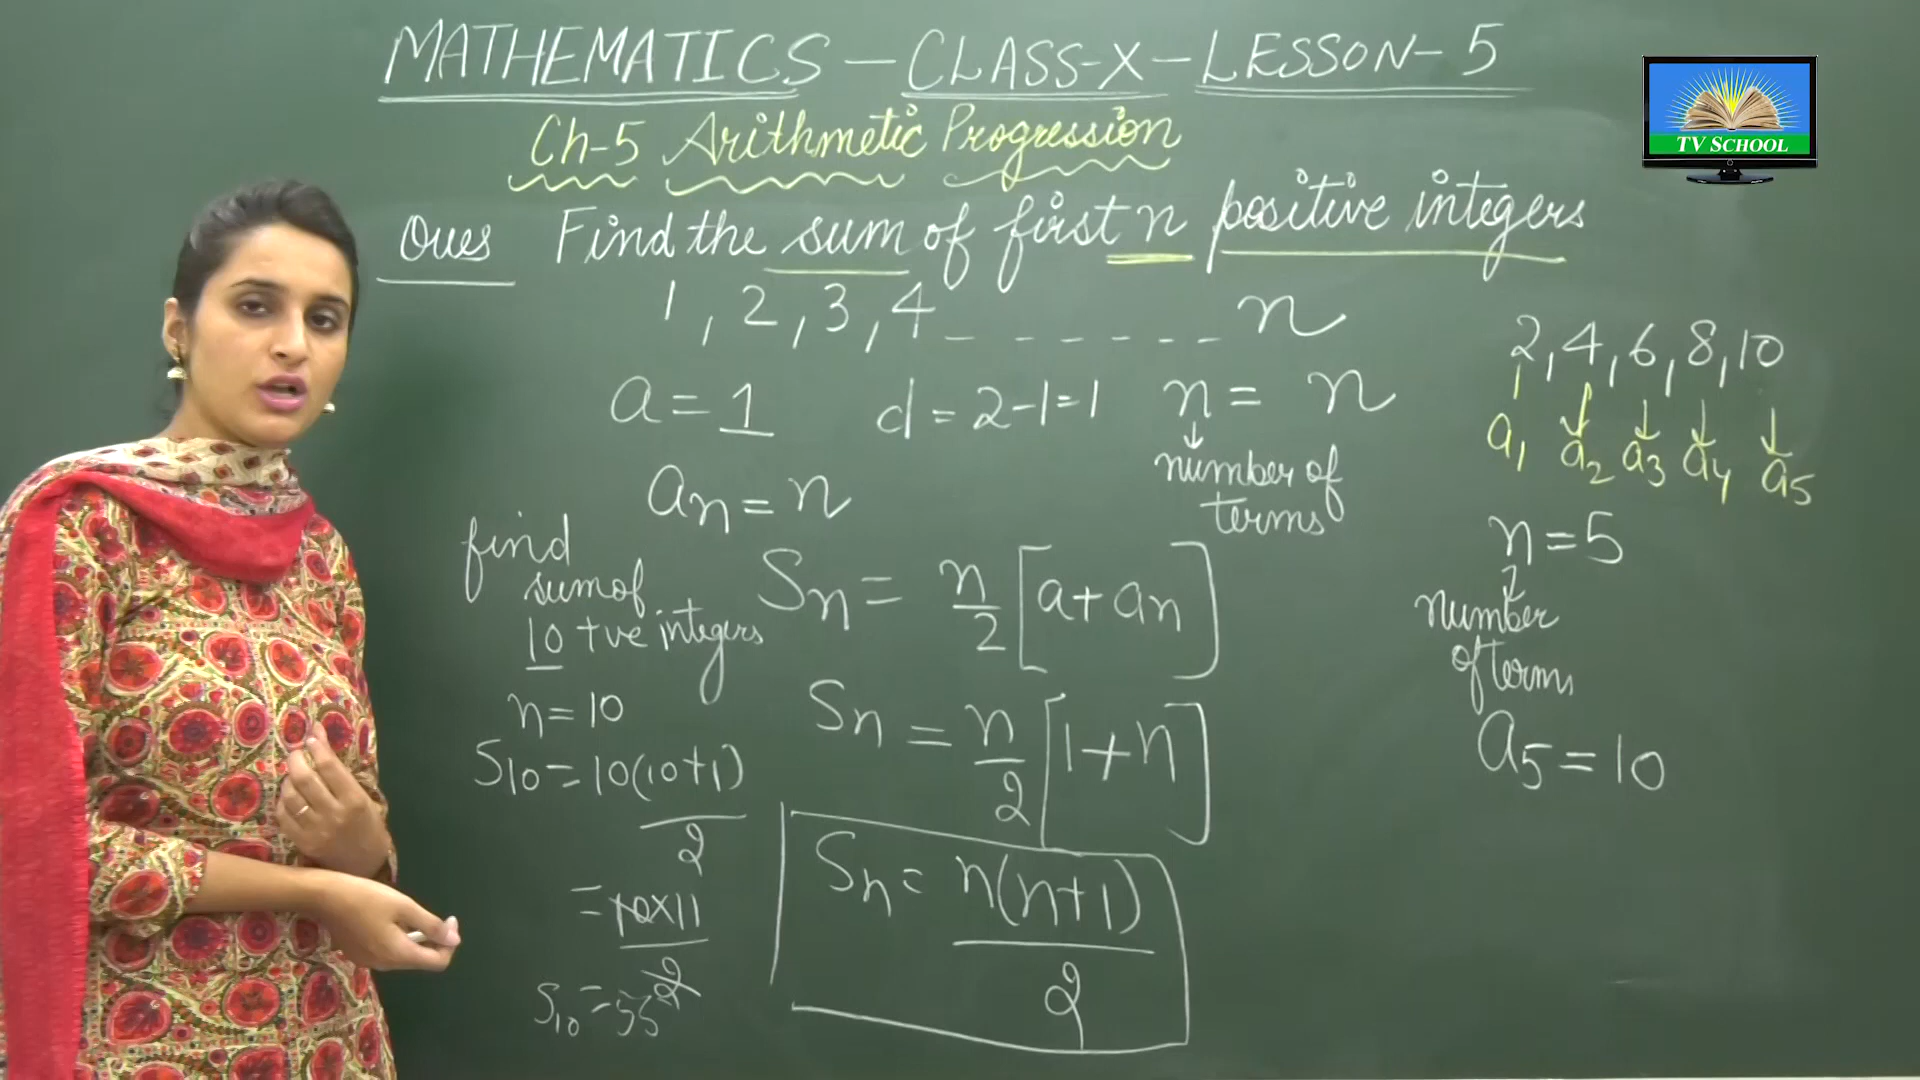 MATHEMATICS - CLASS-X - LESSON-5
Ch-5 Arithmetic Progression
Ques Find the sum of first n positive integers
1, 2, 3, 4 - - - - - - n
a = 1 d = 2-1=1 n = n
number of
terms
an = n
Sn = n/2 [a + an]
Sn = n/2 [1+n]
Sn = n(n+1)/2
find
sum of
10 +ve integers
n = 10
S10 = 10(10+1)/2
= 10x11/2
S10 = 55
2, 4, 6, 8, 10
a1 a2 a3 a4 a5
n = 5
number
of terms
a5 = 10
TV SCHOOL